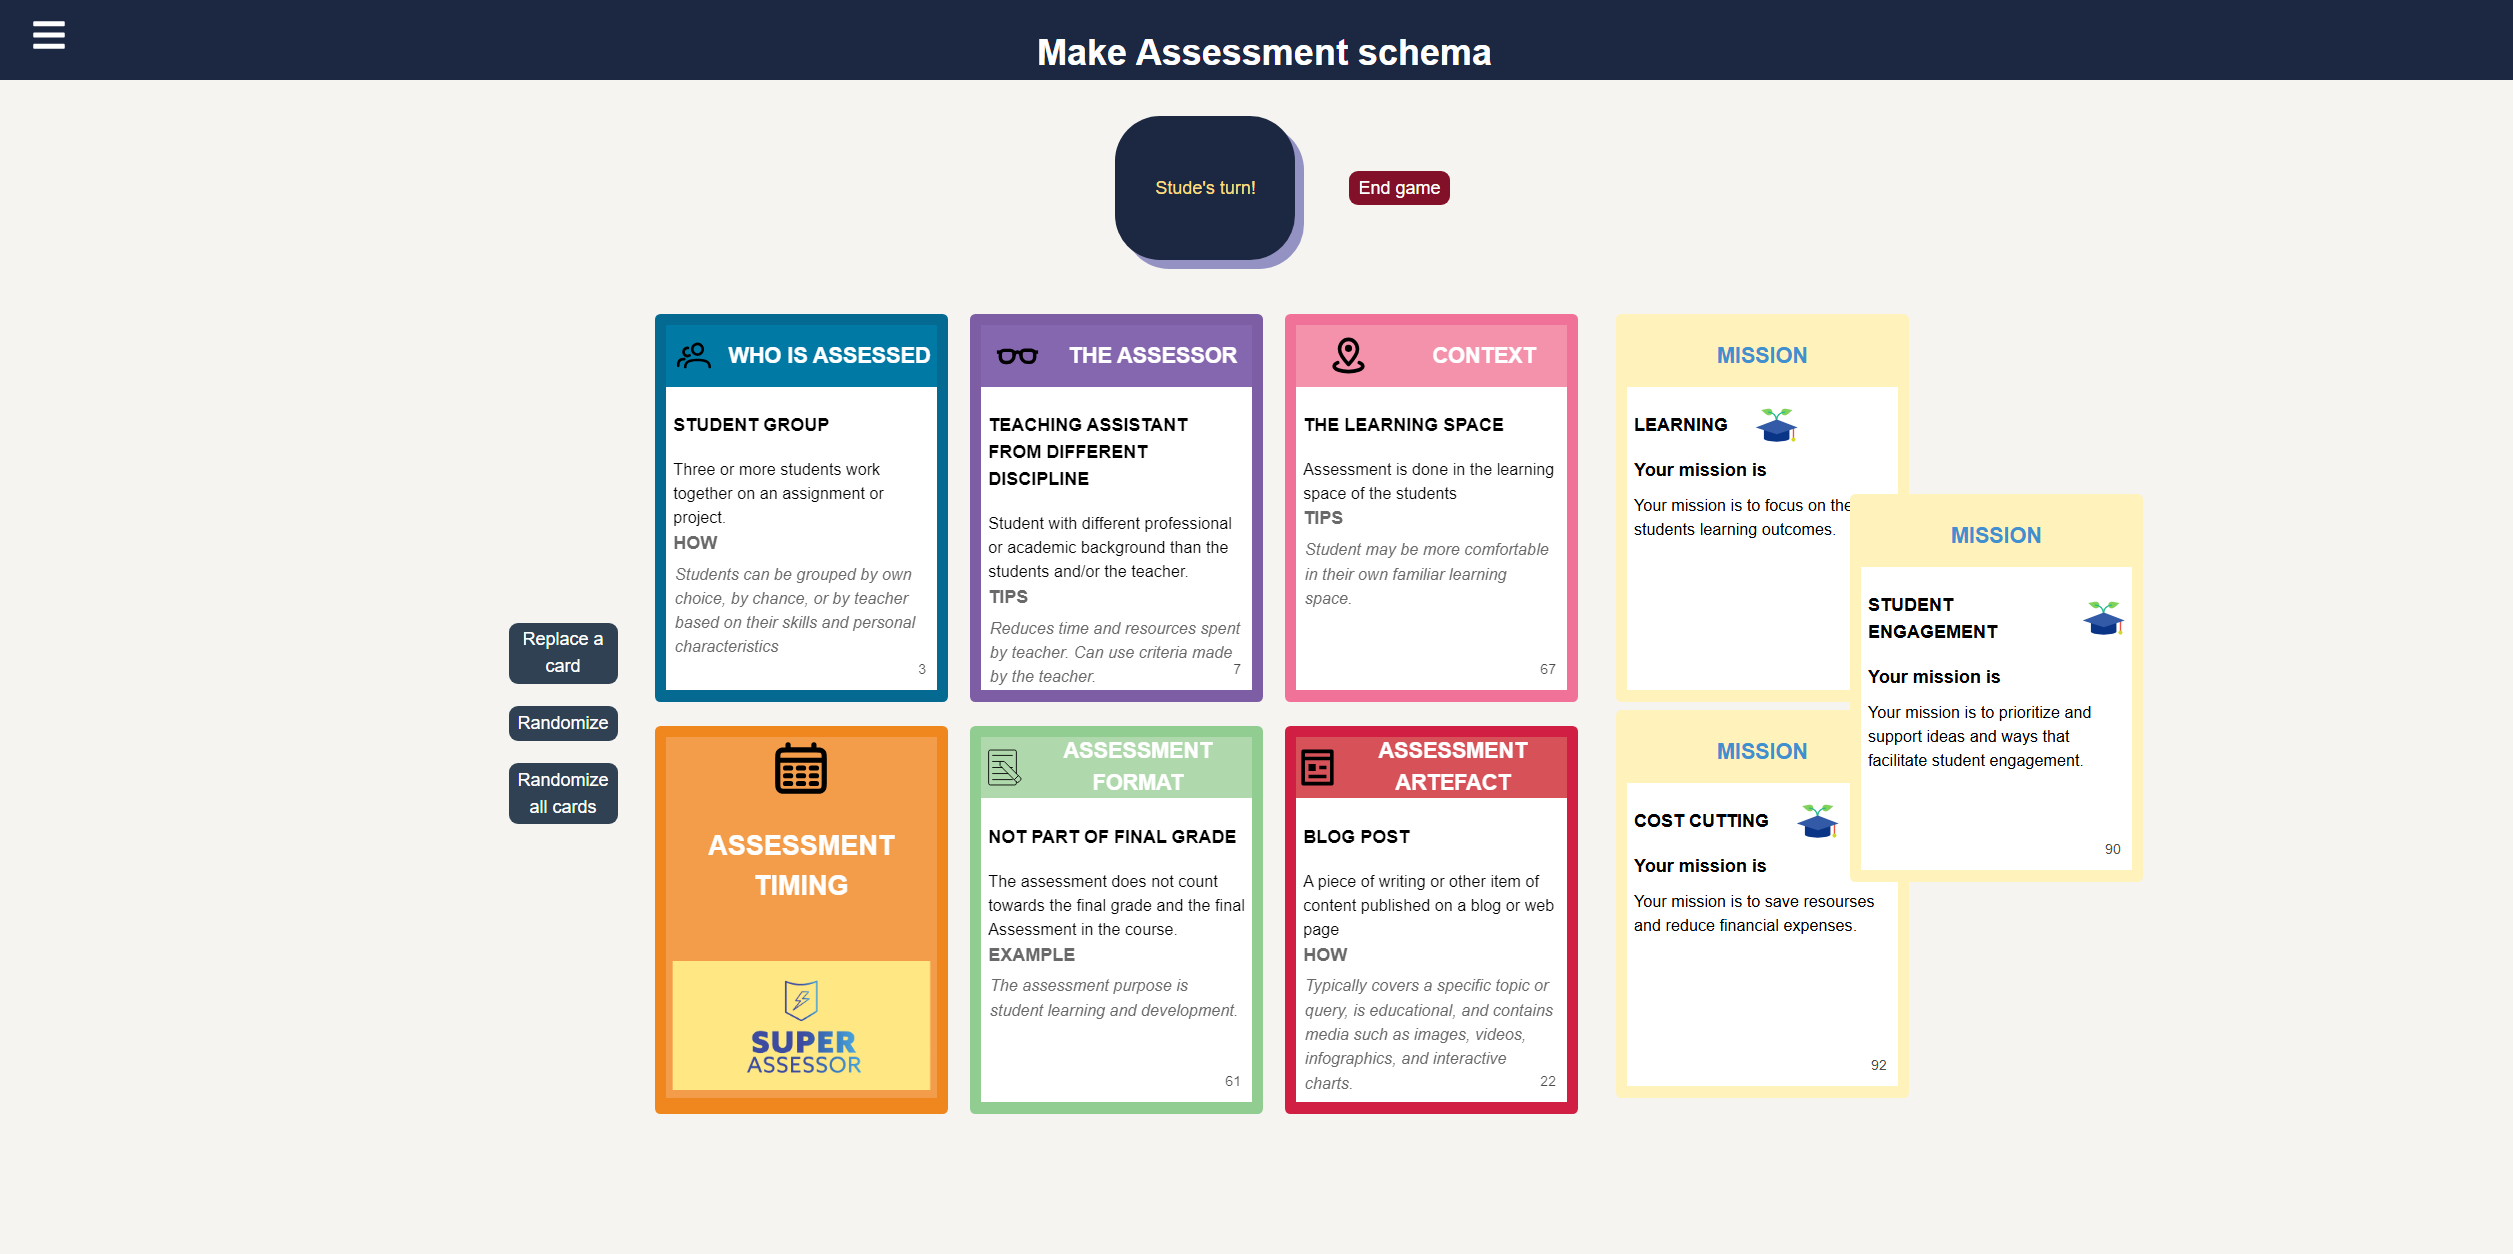 Make Assessment schema
Stude's turn!
End game
Replace a
card
Randomize
Randomize
all cards
WHO IS ASSESSED
STUDENT GROUP
Three or more students work
together on an assignment or
project.
HOW
Students can be grouped by own
choice, by chance, or by teacher
based on their skills and personal
characteristics
3
THE ASSESSOR
TEACHING ASSISTANT
FROM DIFFERENT
DISCIPLINE
Student with different professional
or academic background than the
students and/or the teacher.
TIPS
Reduces time and resources spent
by teacher. Can use criteria made
by the teacher.
7
CONTEXT
THE LEARNING SPACE
Assessment is done in the learning
space of the students
TIPS
Student may be more comfortable
in their own familiar learning
space.
67
MISSION
LEARNING
Your mission is
Your mission is to focus on the
students learning outcomes.
MISSION
STUDENT
ENGAGEMENT
Your mission is
Your mission is to prioritize and
support ideas and ways that
facilitate student engagement.
90
ASSESSMENT
TIMING
SUPER
ASSESSOR
ASSESSMENT
FORMAT
NOT PART OF FINAL GRADE
The assessment does not count
towards the final grade and the final
Assessment in the course.
EXAMPLE
The assessment purpose is
student learning and development.
61
ASSESSMENT
ARTEFACT
BLOG POST
A piece of writing or other item of
content published on a blog or web
page
HOW
Typically covers a specific topic or
query, is educational, and contains
media such as images, videos,
infographics, and interactive
charts.
22
MISSION
COST CUTTING
Your mission is
Your mission is to save resourses
and reduce financial expenses.
92